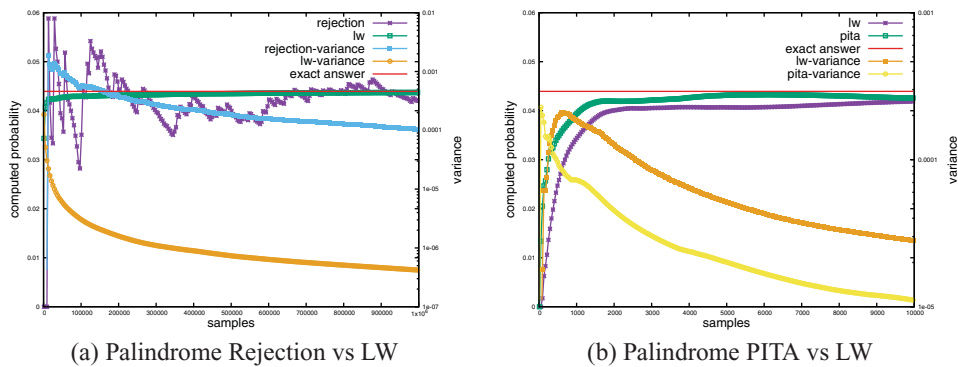 rejection
lw
rejection-variance
lw-variance
exact answer
0.06
0.05
0.04
0.03
0.02
0.01
0
computed probability
0.01
0.001
0.0001
1e-05
1e-06
1e-07
variance
0 100000 200000 300000 400000 500000 600000 700000 800000 900000 1x10^6
samples
(a) Palindrome Rejection vs LW
lw
pita
exact answer
lw-variance
pita-variance
0.06
0.05
0.04
0.03
0.02
0.01
0
computed probability
0.001
0.0001
1e-05
variance
0 1000 2000 3000 4000 5000 6000 7000 8000 9000 10000
samples
(b) Palindrome PITA vs LW